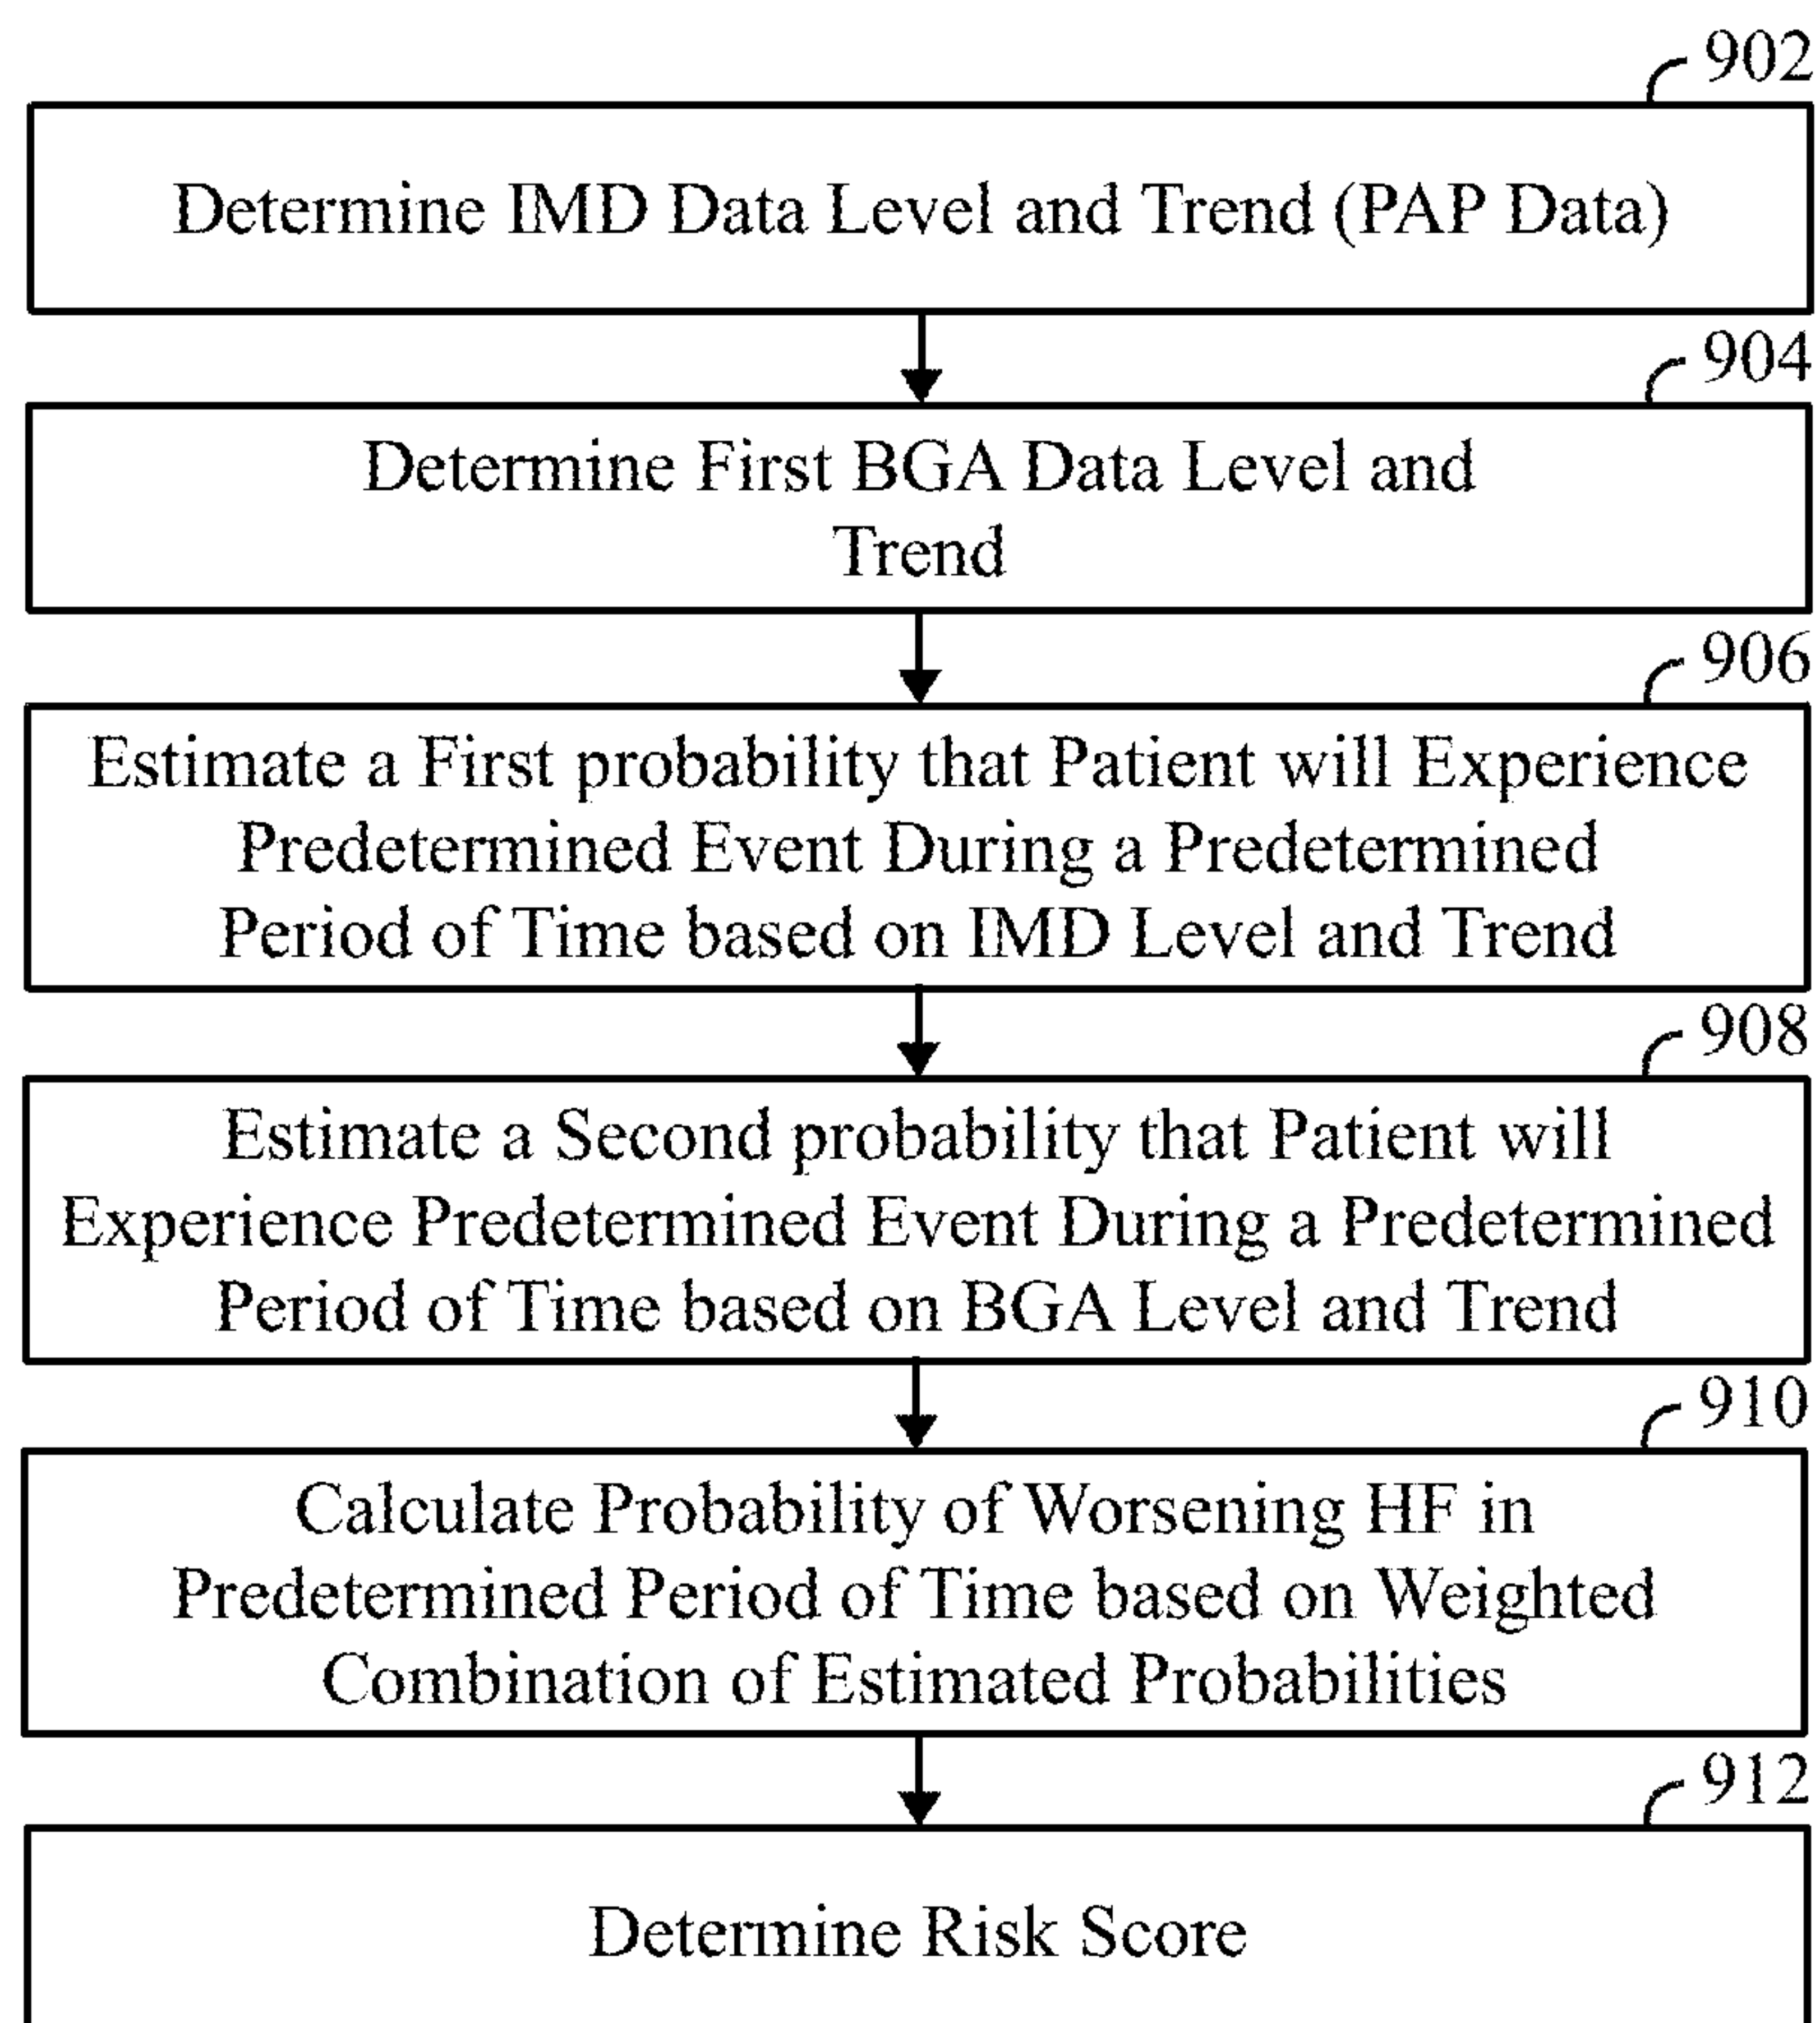 902
Determine IMD Data Level and Trend (PAP Data)
904
Determine First BGA Data Level and
Trend
906
Estimate a First probability that Patient will Experience
Predetermined Event During a Predetermined
Period of Time based on IMD Level and Trend
908
Estimate a Second probability that Patient will
Experience Predetermined Event During a Predetermined
Period of Time based on BGA Level and Trend
910
Calculate Probability of Worsening HF in
Predetermined Period of Time based on Weighted
Combination of Estimated Probabilities
912
Determine Risk Score